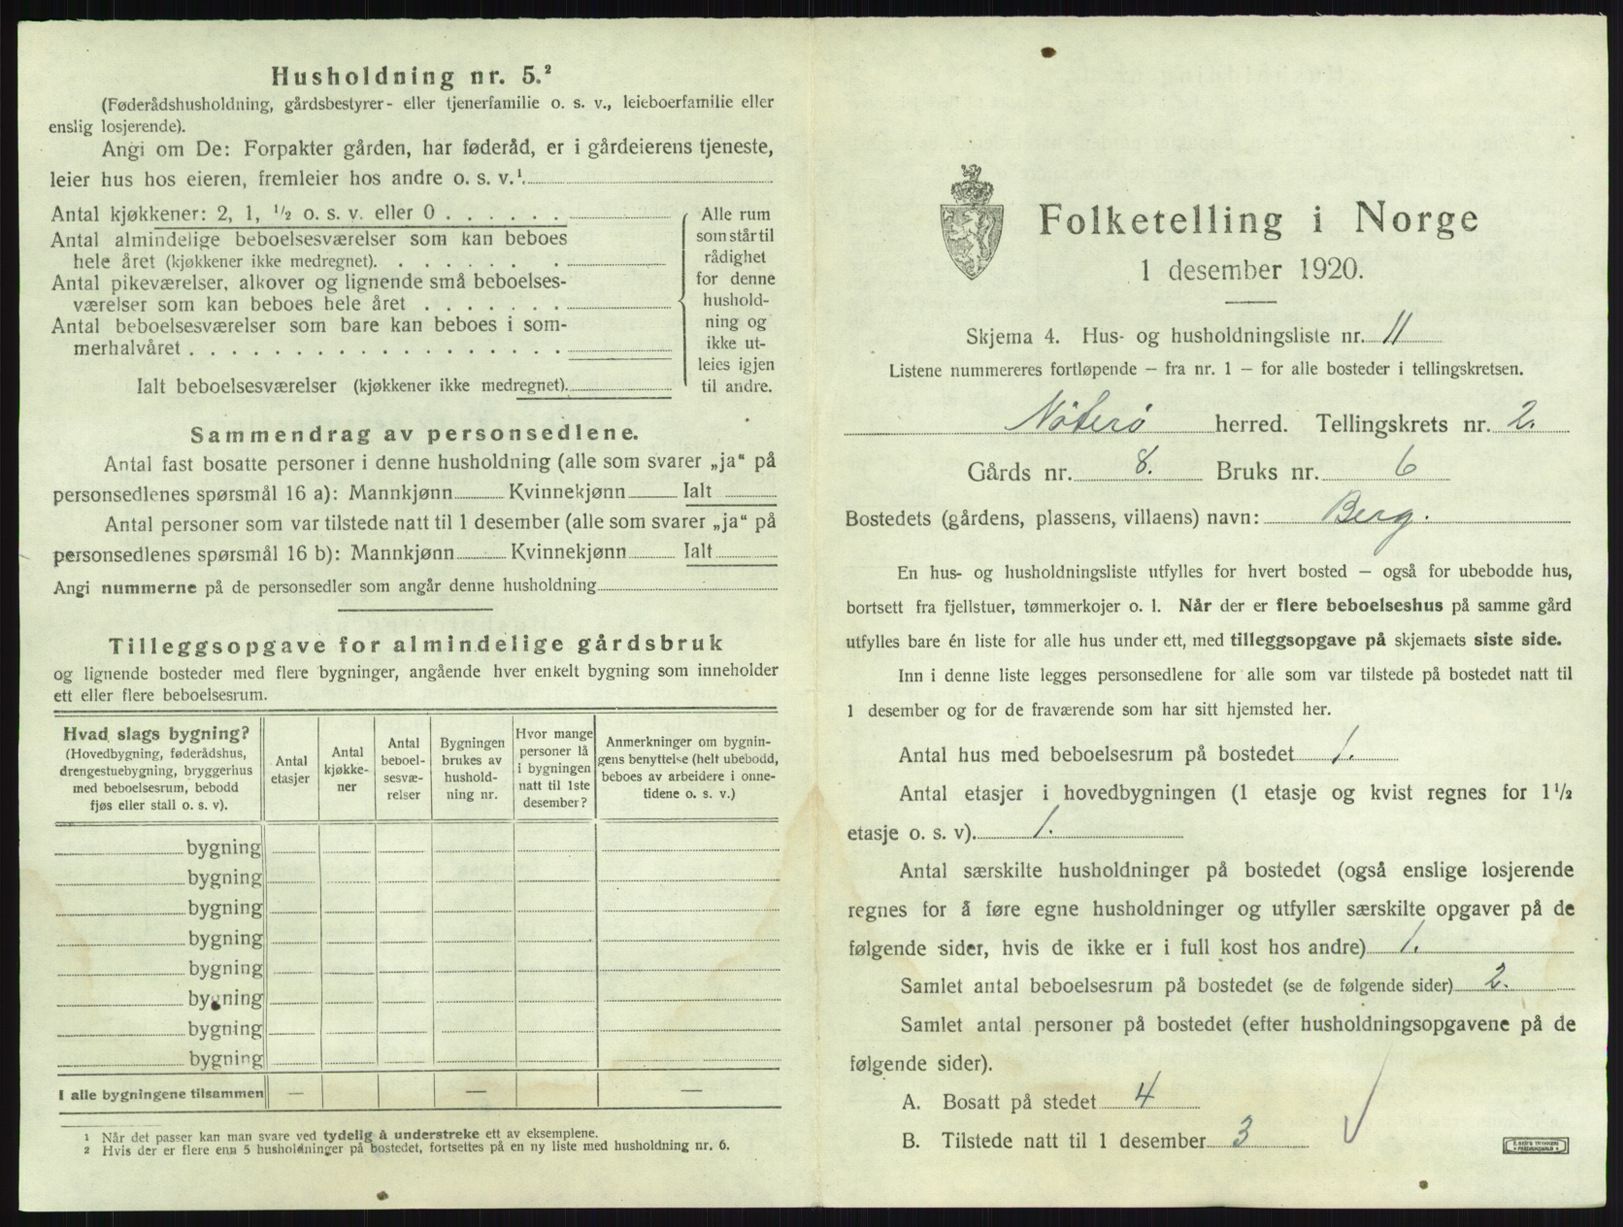 Husholdning nr. 5.²
(Føderådshusholdning, gårdsbestyrer- eller tjenerfamilie o. s. v., leieboerfamilie eller
enslig losjerende).
Angi om De: Forpakter gården, har føderåd, er i gårdeierens tjeneste,
leier hus hos eieren, fremleier hos andre o. s. v.¹
Antal kjøkkener: 2, 1, ½ o. s. v. eller 0
Antal almindelige beboelsesværelser som kan beboes
hele året (kjøkkener ikke medregnet).
Antal pikeværelser, alkover og lignende små beboelses-
værelser som kan beboes hele året
Antal beboelsesværelser som bare kan beboes i som-
merhalvåret
Ialt beboelsesværelser (kjøkkener ikke medregnet).
Alle rum
som står til
rådighet
for denne
hushold-
ning og
ikke ut-
leies igjen
til andre.
Sammendrag av personsedlene.
Antal fast bosatte personer i denne husholdning (alle som svarer „ja“ på
personsedlenes spørsmål 16 a): Mannkjønn Kvinnekjønn Ialt
Antal personer som var tilstede natt til 1 desember (alle som svarer „ja“ på
personsedlenes spørsmål 16 b): Mannkjønn Kvinnekjønn Ialt
Angi nummerne på de personsedler som angår denne husholdning
Tilleggsopgave for almindelige gårdsbruk
og lignende bosteder med flere bygninger, angående hver enkelt bygning som inneholder
ett eller flere beboelsesrum.
Hvad slags bygning?
(Hovedbygning, føderådshus,
drengestuebygning, bryggerhus
med beboelsesrum, bebodd
fjøs eller stall o. s. v).
Antal
etasjer
Antal
kjøkke-
ner
Antal
beboel-
sesvæ-
relser
Bygningen
brukes av
hushold-
ning nr.
Hvor mange
personer lå
i bygningen
natt til 1ste
desember?
Anmerkninger om bygnin-
gens benyttelse (helt ubebodd,
beboes av arbeidere i onne-
tidene o. s. v.)
bygning
bygning
bygning
bygning
bygning
bygning
bygning
bygning
I alle bygningene tilsammen — — —
¹ Når det passer kan man svare ved tydelig å understreke ett av eksemplene.
² Hvis der er flere enn 5 husholdninger på bostedet, fortsettes på en ny liste med husholdning nr. 6.
Folketelling i Norge
1 desember 1920.
Skjema 4. Hus- og husholdningsliste nr. 11
Listene nummereres fortløpende – fra nr. 1 – for alle bosteder i tellingskretsen.
Nøterø herred. Tellingskrets nr. 2.
Gårds nr. 8. Bruks nr. 6
Bostedets (gårdens, plassens, villaens) navn: Berg.
En hus- og husholdningsliste utfylles for hvert bosted – også for ubebodde hus,
bortsett fra fjellstuer, tømmerkojer o. l. Når der er flere beboelseshus på samme gård
utfylles bare én liste for alle hus under ett, med tilleggsopgave på skjemaets siste side.
Inn i denne liste legges personsedlene for alle som var tilstede på bostedet natt til
1 desember og for de fraværende som har sitt hjemsted her.
Antal hus med beboelsesrum på bostedet 1.
Antal etasjer i hovedbygningen (1 etasje og kvist regnes for 1½
etasje o. s. v). 1.
Antal særskilte husholdninger på bostedet (også enslige losjerende
regnes for å føre egne husholdninger og utfyller særskilte opgaver på de
følgende sider, hvis de ikke er i full kost hos andre) 1.
Samlet antal beboelsesrum på bostedet (se de følgende sider) 2.
Samlet antal personer på bostedet (efter husholdningsopgavene på de
følgende sider).
A. Bosatt på stedet 4
B. Tilstede natt til 1 desember 3